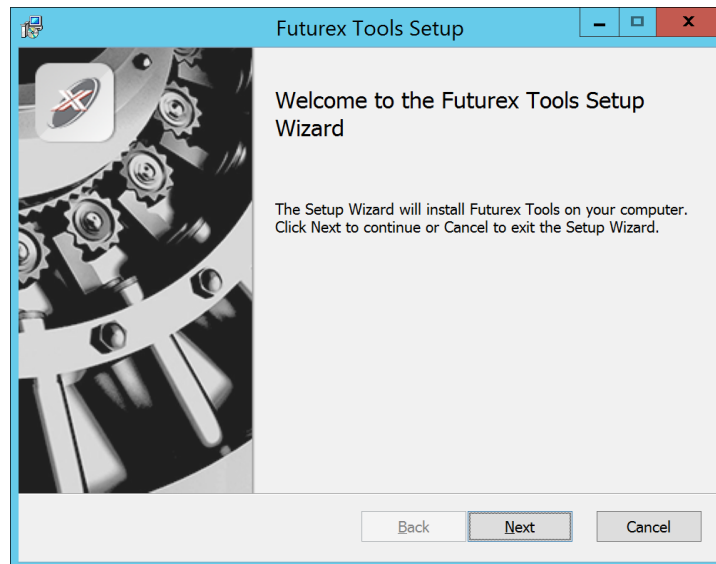 Futurex Tools Setup
Welcome to the Futurex Tools Setup
Wizard
The Setup Wizard will install Futurex Tools on your computer.
Click Next to continue or Cancel to exit the Setup Wizard.
Back Next Cancel